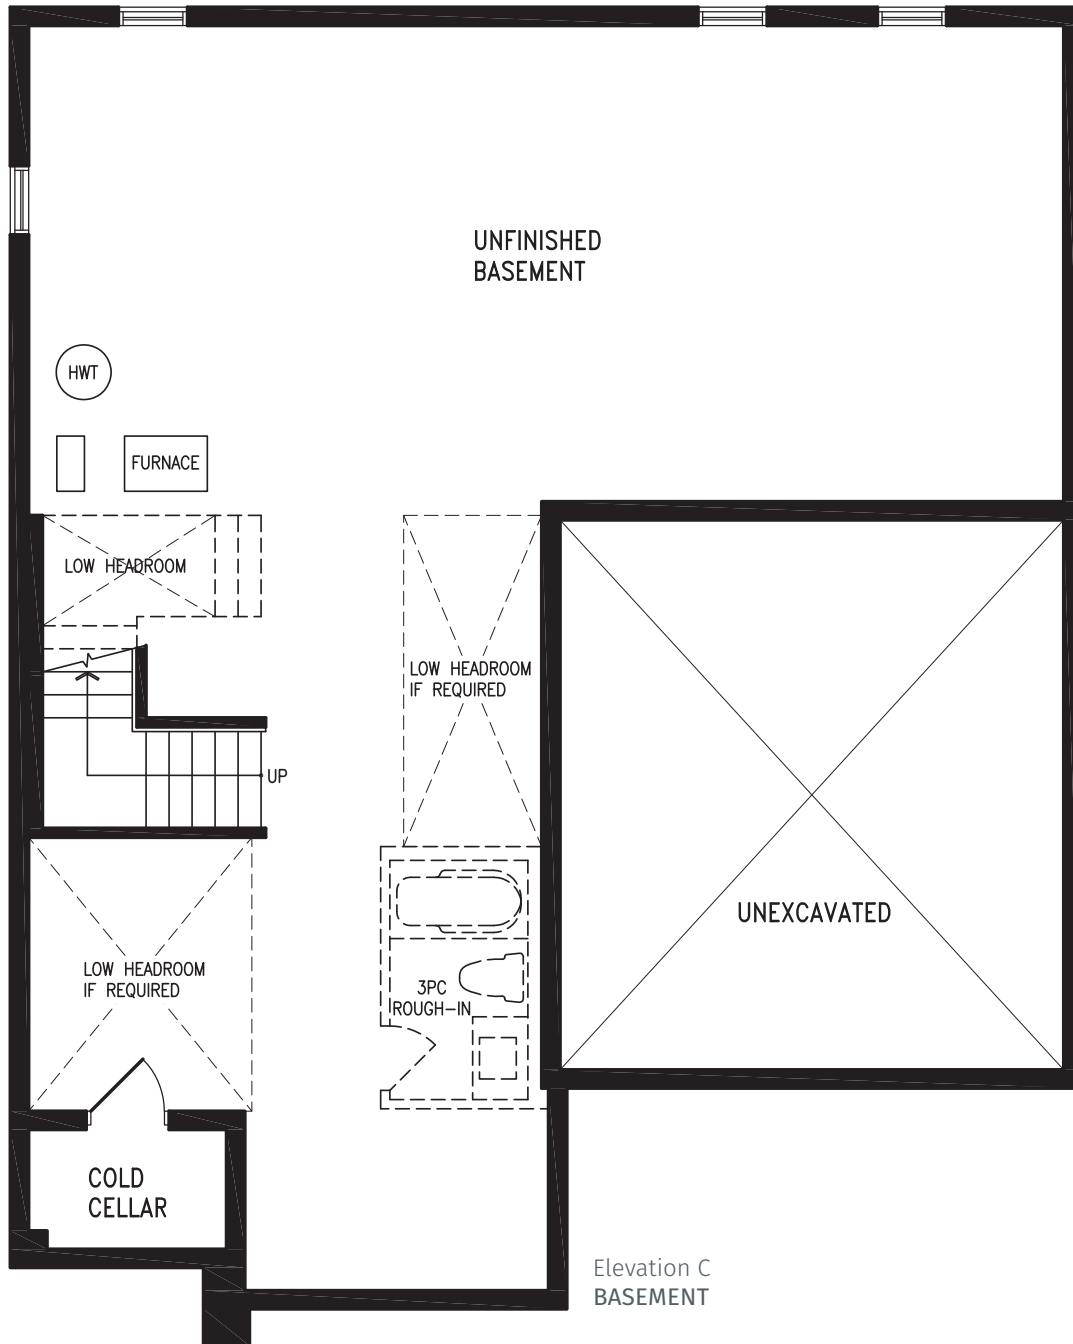 UNFINISHED
BASEMENT
HWT
FURNACE
LOW HEADROOM
LOW HEADROOM
IF REQUIRED
UP
UNEXCAVATED
LOW HEADROOM
IF REQUIRED
3PC
ROUGH-IN
COLD
CELLAR
Elevation C
BASEMENT